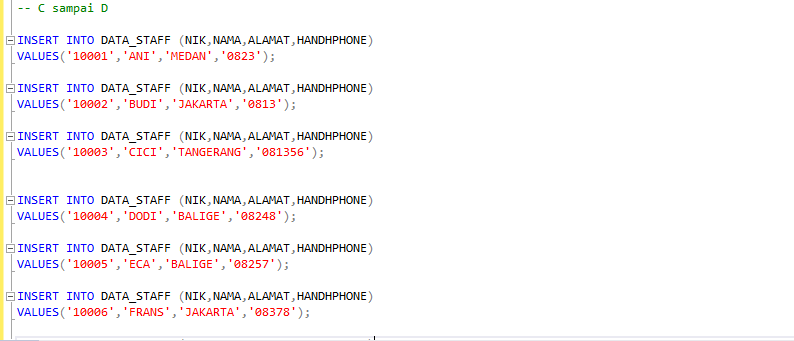 -- C sampai D
INSERT INTO DATA_STAFF (NIK,NAMA,ALAMAT,HANDHPHONE)
VALUES('10001','ANI','MEDAN','0823');
INSERT INTO DATA_STAFF (NIK,NAMA,ALAMAT,HANDHPHONE)
VALUES('10002','BUDI','JAKARTA','0813');
INSERT INTO DATA_STAFF (NIK,NAMA,ALAMAT,HANDHPHONE)
VALUES('10003','CICI','TANGERANG','081356');
INSERT INTO DATA_STAFF (NIK,NAMA,ALAMAT,HANDHPHONE)
VALUES('10004','DODI','BALIGE','08248');
INSERT INTO DATA_STAFF (NIK,NAMA,ALAMAT,HANDHPHONE)
VALUES('10005','ECA','BALIGE','08257');
INSERT INTO DATA_STAFF (NIK,NAMA,ALAMAT,HANDHPHONE)
VALUES('10006','FRANS','JAKARTA','08378');